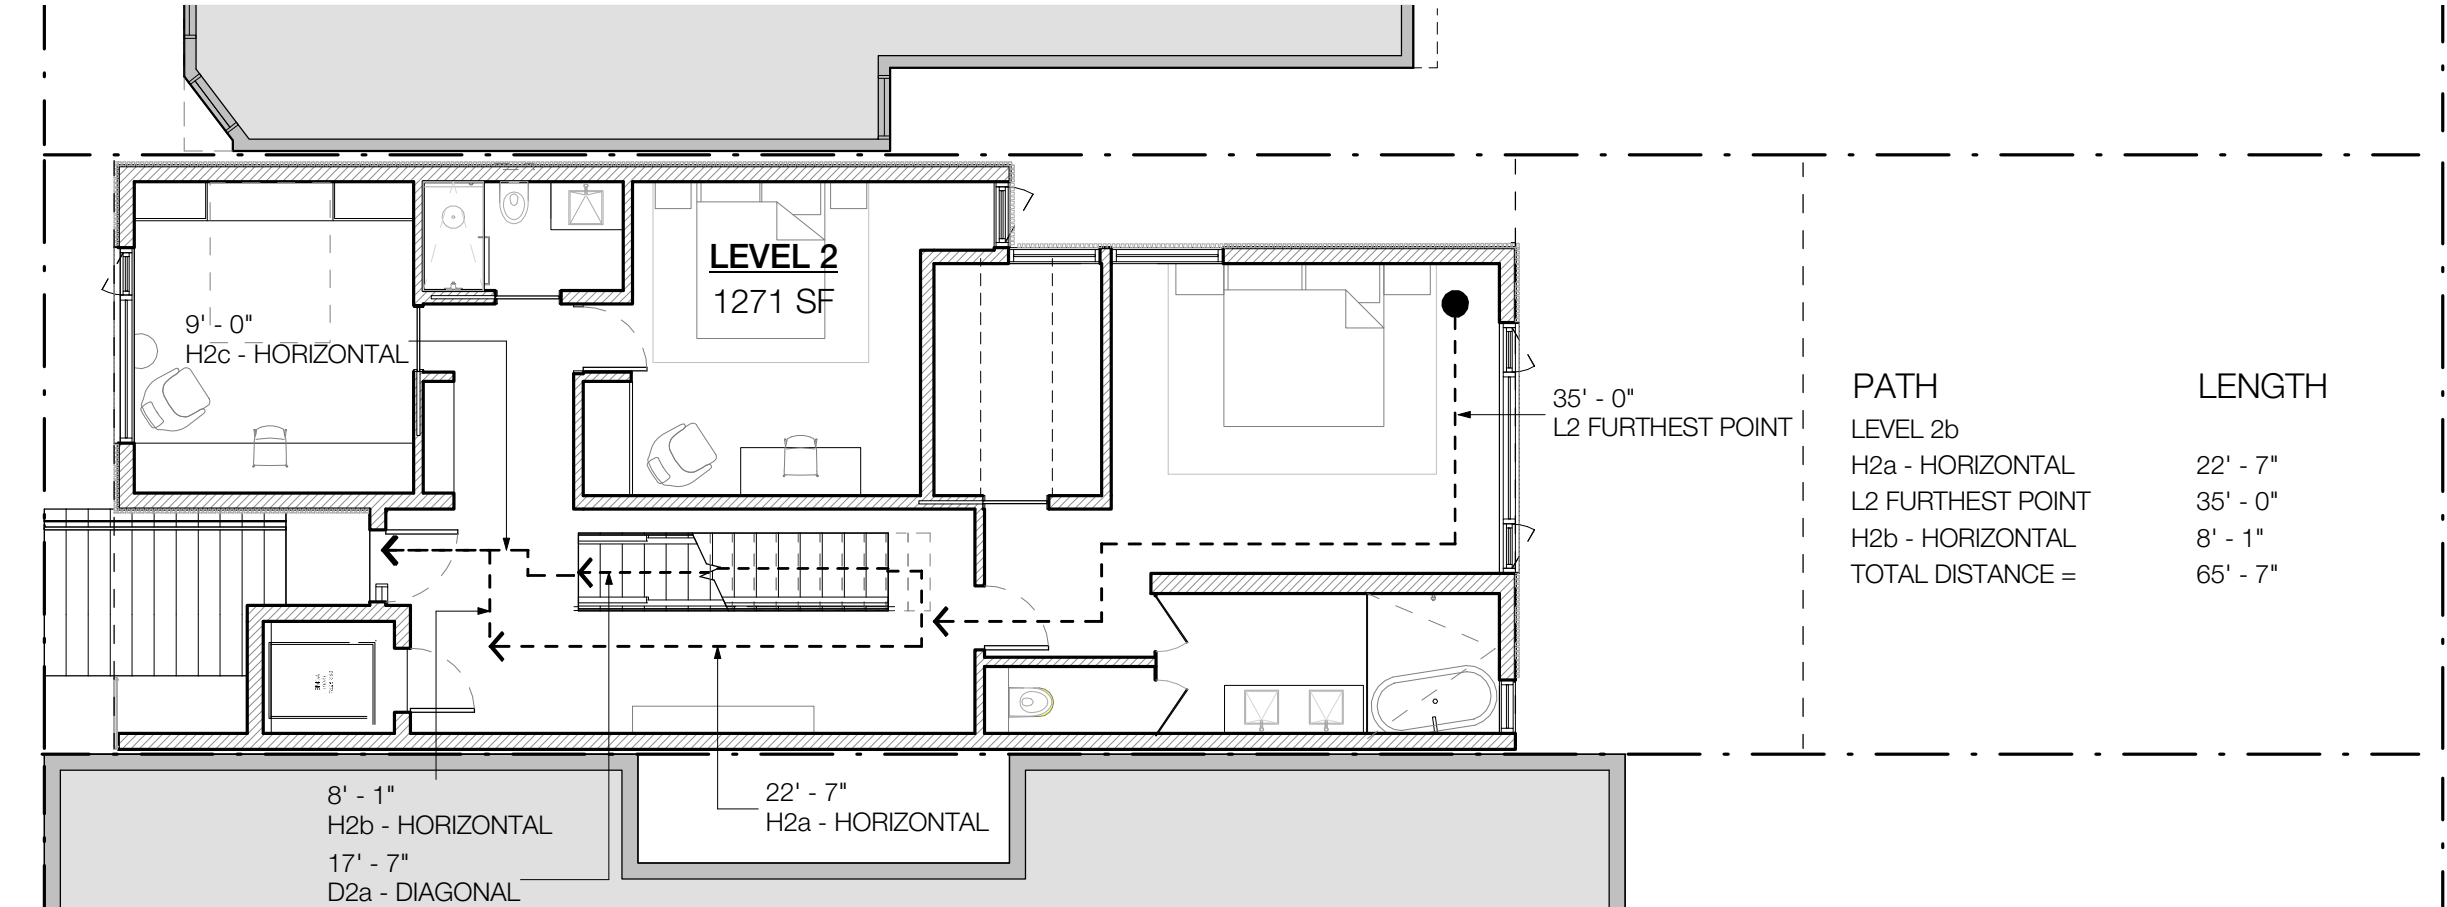 LEVEL 2
1271 SF
9' - 0"
H2c - HORIZONTAL
35' - 0"
L2 FURTHEST POINT
PATH LENGTH
LEVEL 2b
H2a - HORIZONTAL 22' - 7"
L2 FURTHEST POINT 35' - 0"
H2b - HORIZONTAL 8' - 1"
TOTAL DISTANCE = 65' - 7"
8' - 1"
H2b - HORIZONTAL
22' - 7"
H2a - HORIZONTAL
17' - 7"
D2a - DIAGONAL